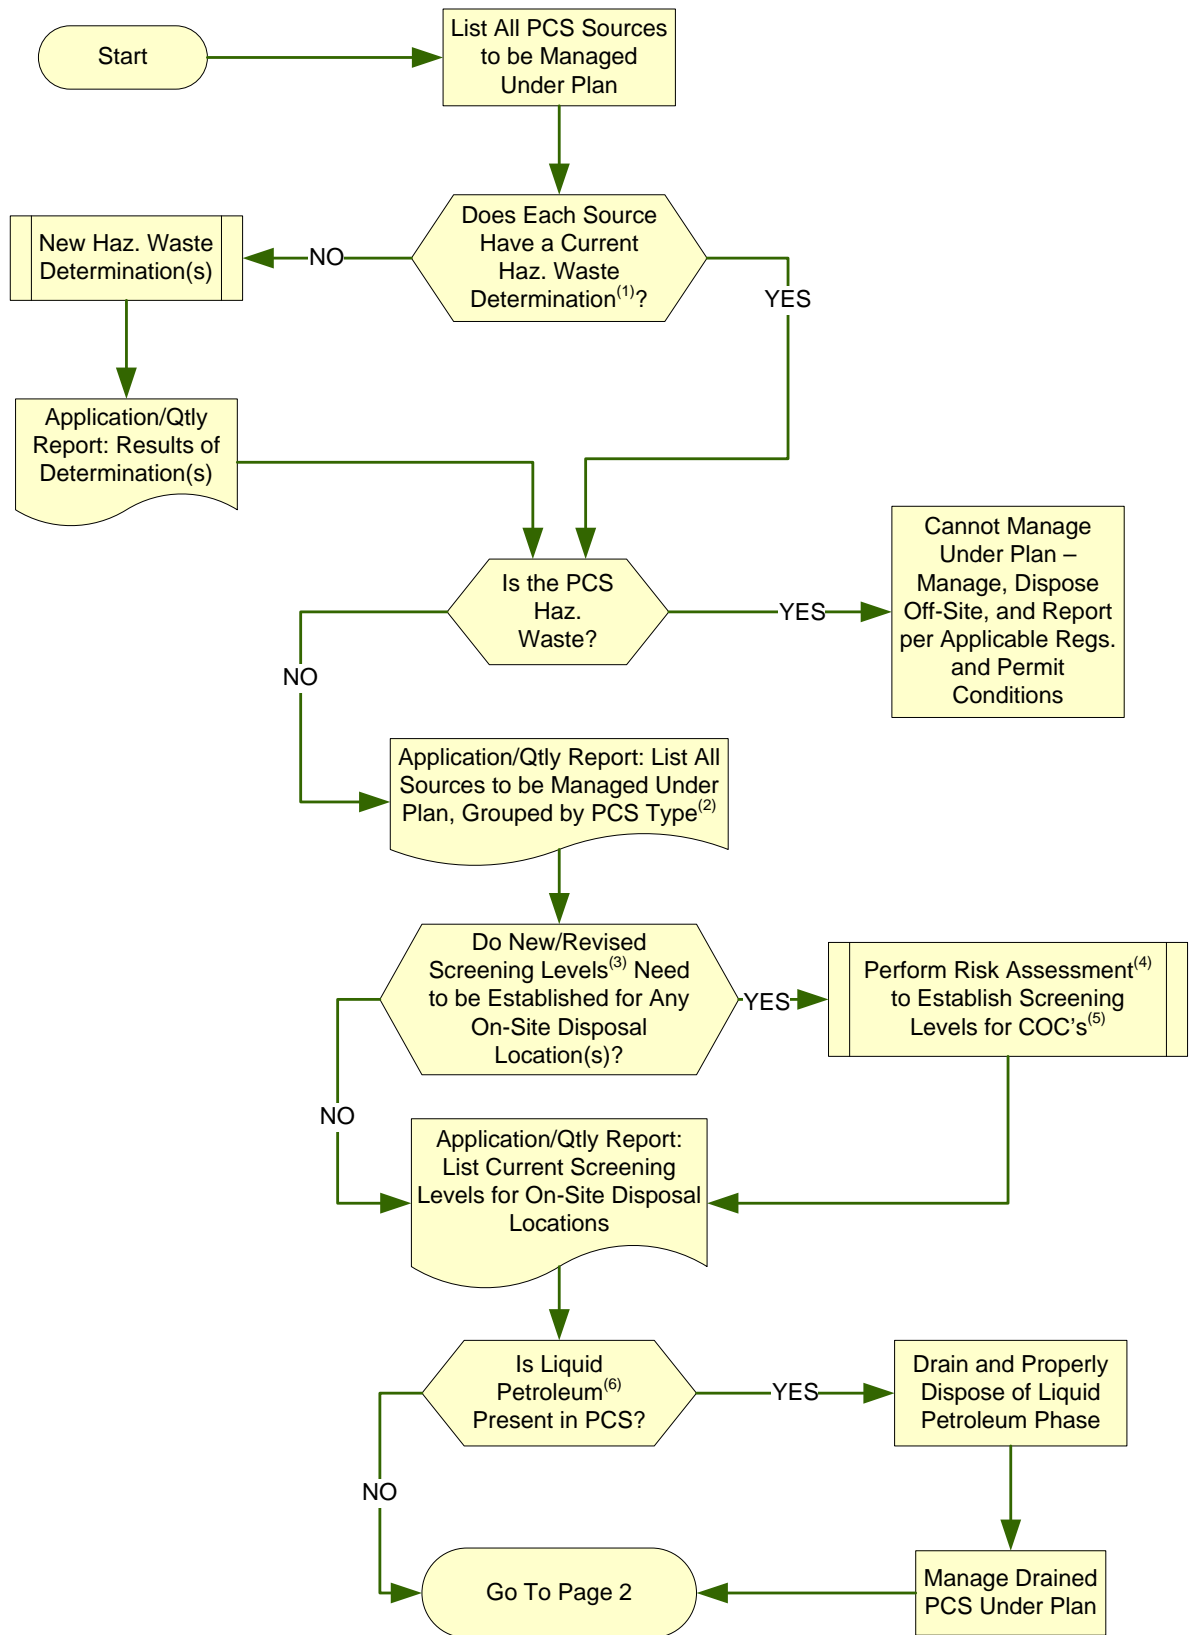 Start
List All PCS Sources
to be Managed
Under Plan
Does Each Source
Have a Current
Haz. Waste
Determination(1)?
NO
YES
New Haz. Waste
Determination(s)
Application/Qtly
Report: Results of
Determination(s)
Is the PCS
Haz.
Waste?
YES
NO
Cannot Manage
Under Plan –
Manage, Dispose
Off-Site, and Report
per Applicable Regs.
and Permit
Conditions
Application/Qtly Report: List All
Sources to be Managed Under
Plan, Grouped by PCS Type(2)
Do New/Revised
Screening Levels(3) Need
to be Established for Any
On-Site Disposal
Location(s)?
YES
NO
Perform Risk Assessment(4)
to Establish Screening
Levels for COC's(5)
Application/Qtly Report:
List Current Screening
Levels for On-Site Disposal
Locations
Is Liquid
Petroleum(6)
Present in PCS?
YES
NO
Drain and Properly
Dispose of Liquid
Petroleum Phase
Manage Drained
PCS Under Plan
Go To Page 2